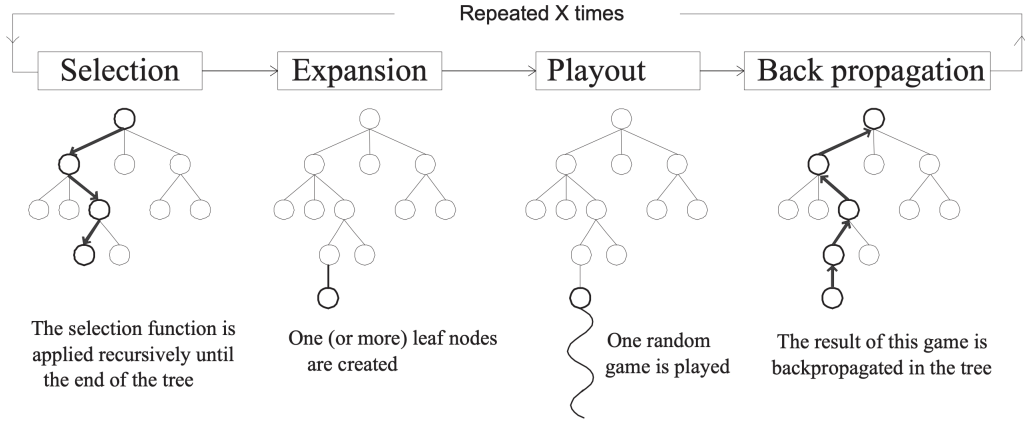 Repeated X times
Selection
Expansion
Playout
Back propagation
The selection function is
applied recursively until
the end of the tree
One (or more) leaf nodes
are created
One random
game is played
The result of this game is
backpropagated in the tree